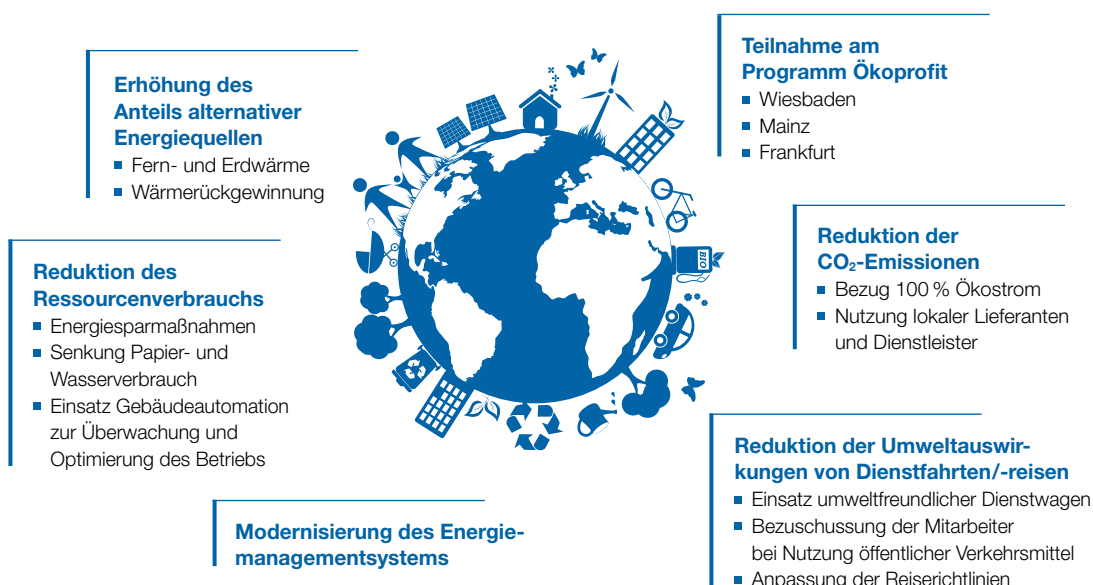 Erhöhung des
Anteils alternativer
Energiequellen
▪ Fern- und Erdwärme
▪ Wärmerückgewinnung
Teilnahme am
Programm Ökoprofit
▪ Wiesbaden
▪ Mainz
▪ Frankfurt
Reduktion des
Ressourcenverbrauchs
▪ Energiesparmaßnahmen
▪ Senkung Papier- und
Wasserverbrauch
▪ Einsatz Gebäudeautomation
zur Überwachung und
Optimierung des Betriebs
BIO
Reduktion der
CO₂-Emissionen
▪ Bezug 100 % Ökostrom
▪ Nutzung lokaler Lieferanten
und Dienstleister
Modernisierung des Energie-
managementsystems
Reduktion der Umweltauswir-
kungen von Dienstfahrten/-reisen
▪ Einsatz umweltfreundlicher Dienstwagen
▪ Bezuschussung der Mitarbeiter
bei Nutzung öffentlicher Verkehrsmittel
▪ Anpassung der Reiserichtlinien